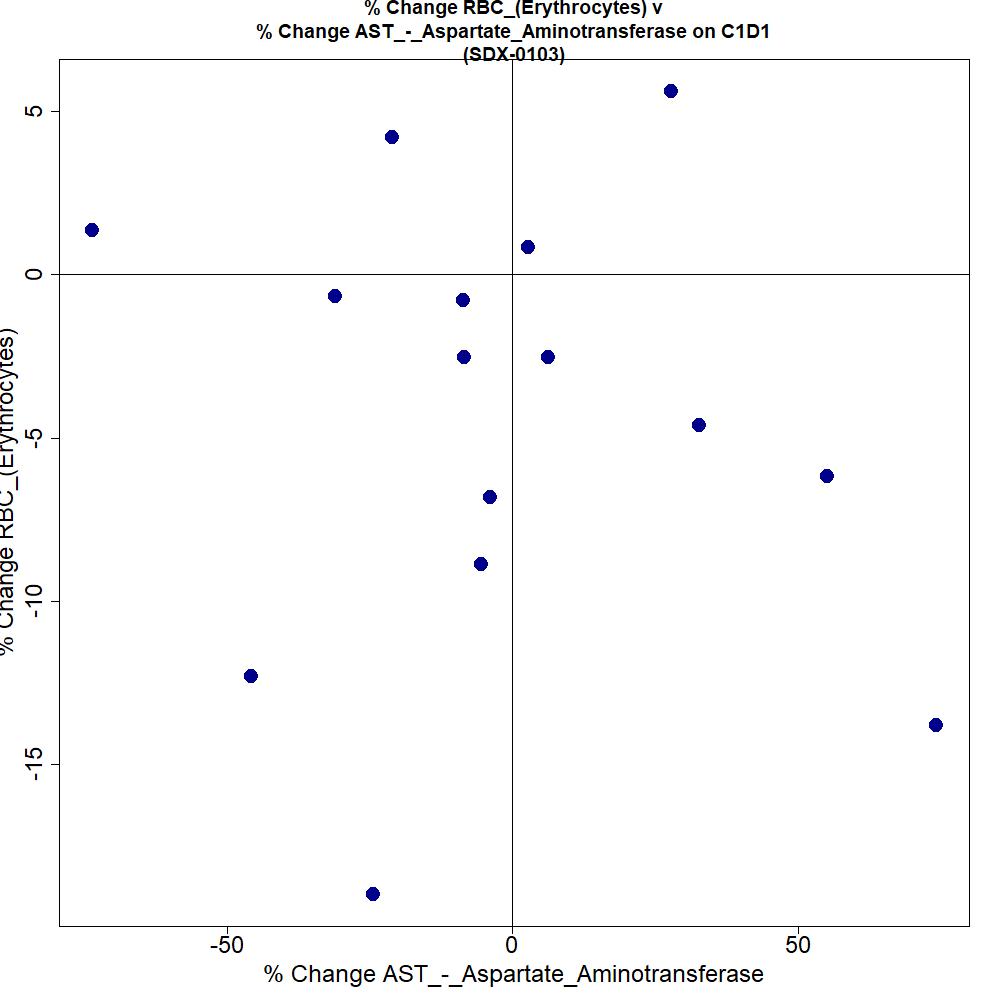 % Change RBC_(Erythrocytes) v
% Change AST_-_Aspartate_Aminotransferase on C1D1
(SDX-0103)
% Change RBC_(Erythrocytes)
5
0
-5
-10
-15
-50
0
50
% Change AST_-_Aspartate_Aminotransferase